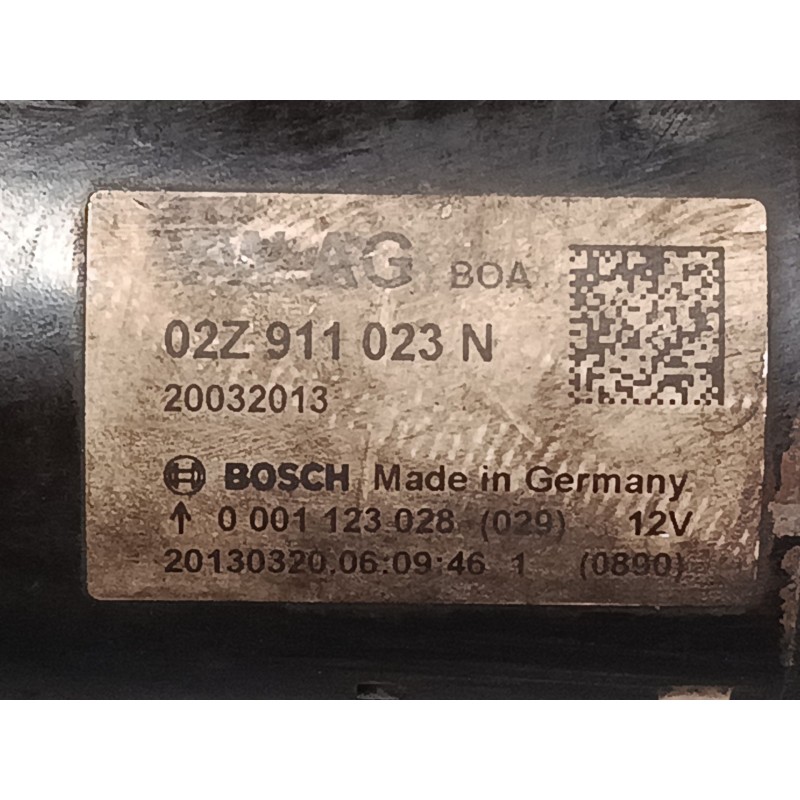 AG BOA
02Z 911 023 N
20032013
BOSCH Made in Germany
↑ 0 001 123 028 (029) 12V
20130320.06:09:46 1 (0890)